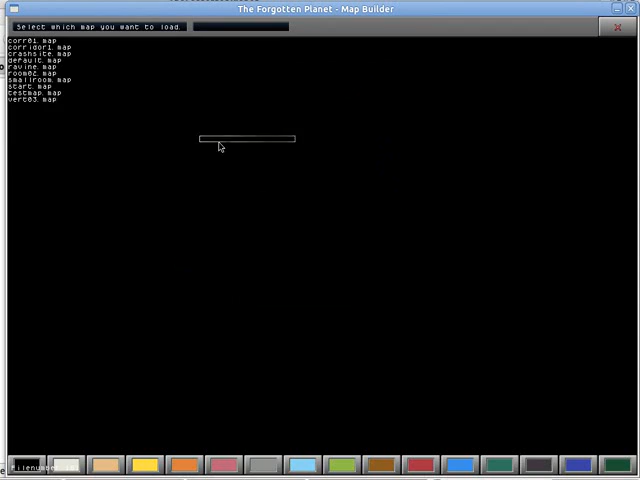 The Forgotten Planet - Map Builder
Select which map you want to load.
corr01.map
corridor1.map
crashsite.map
default.map
ravine.map
room02.map
smallroom.map
start.map
testmap.map
vert03.map